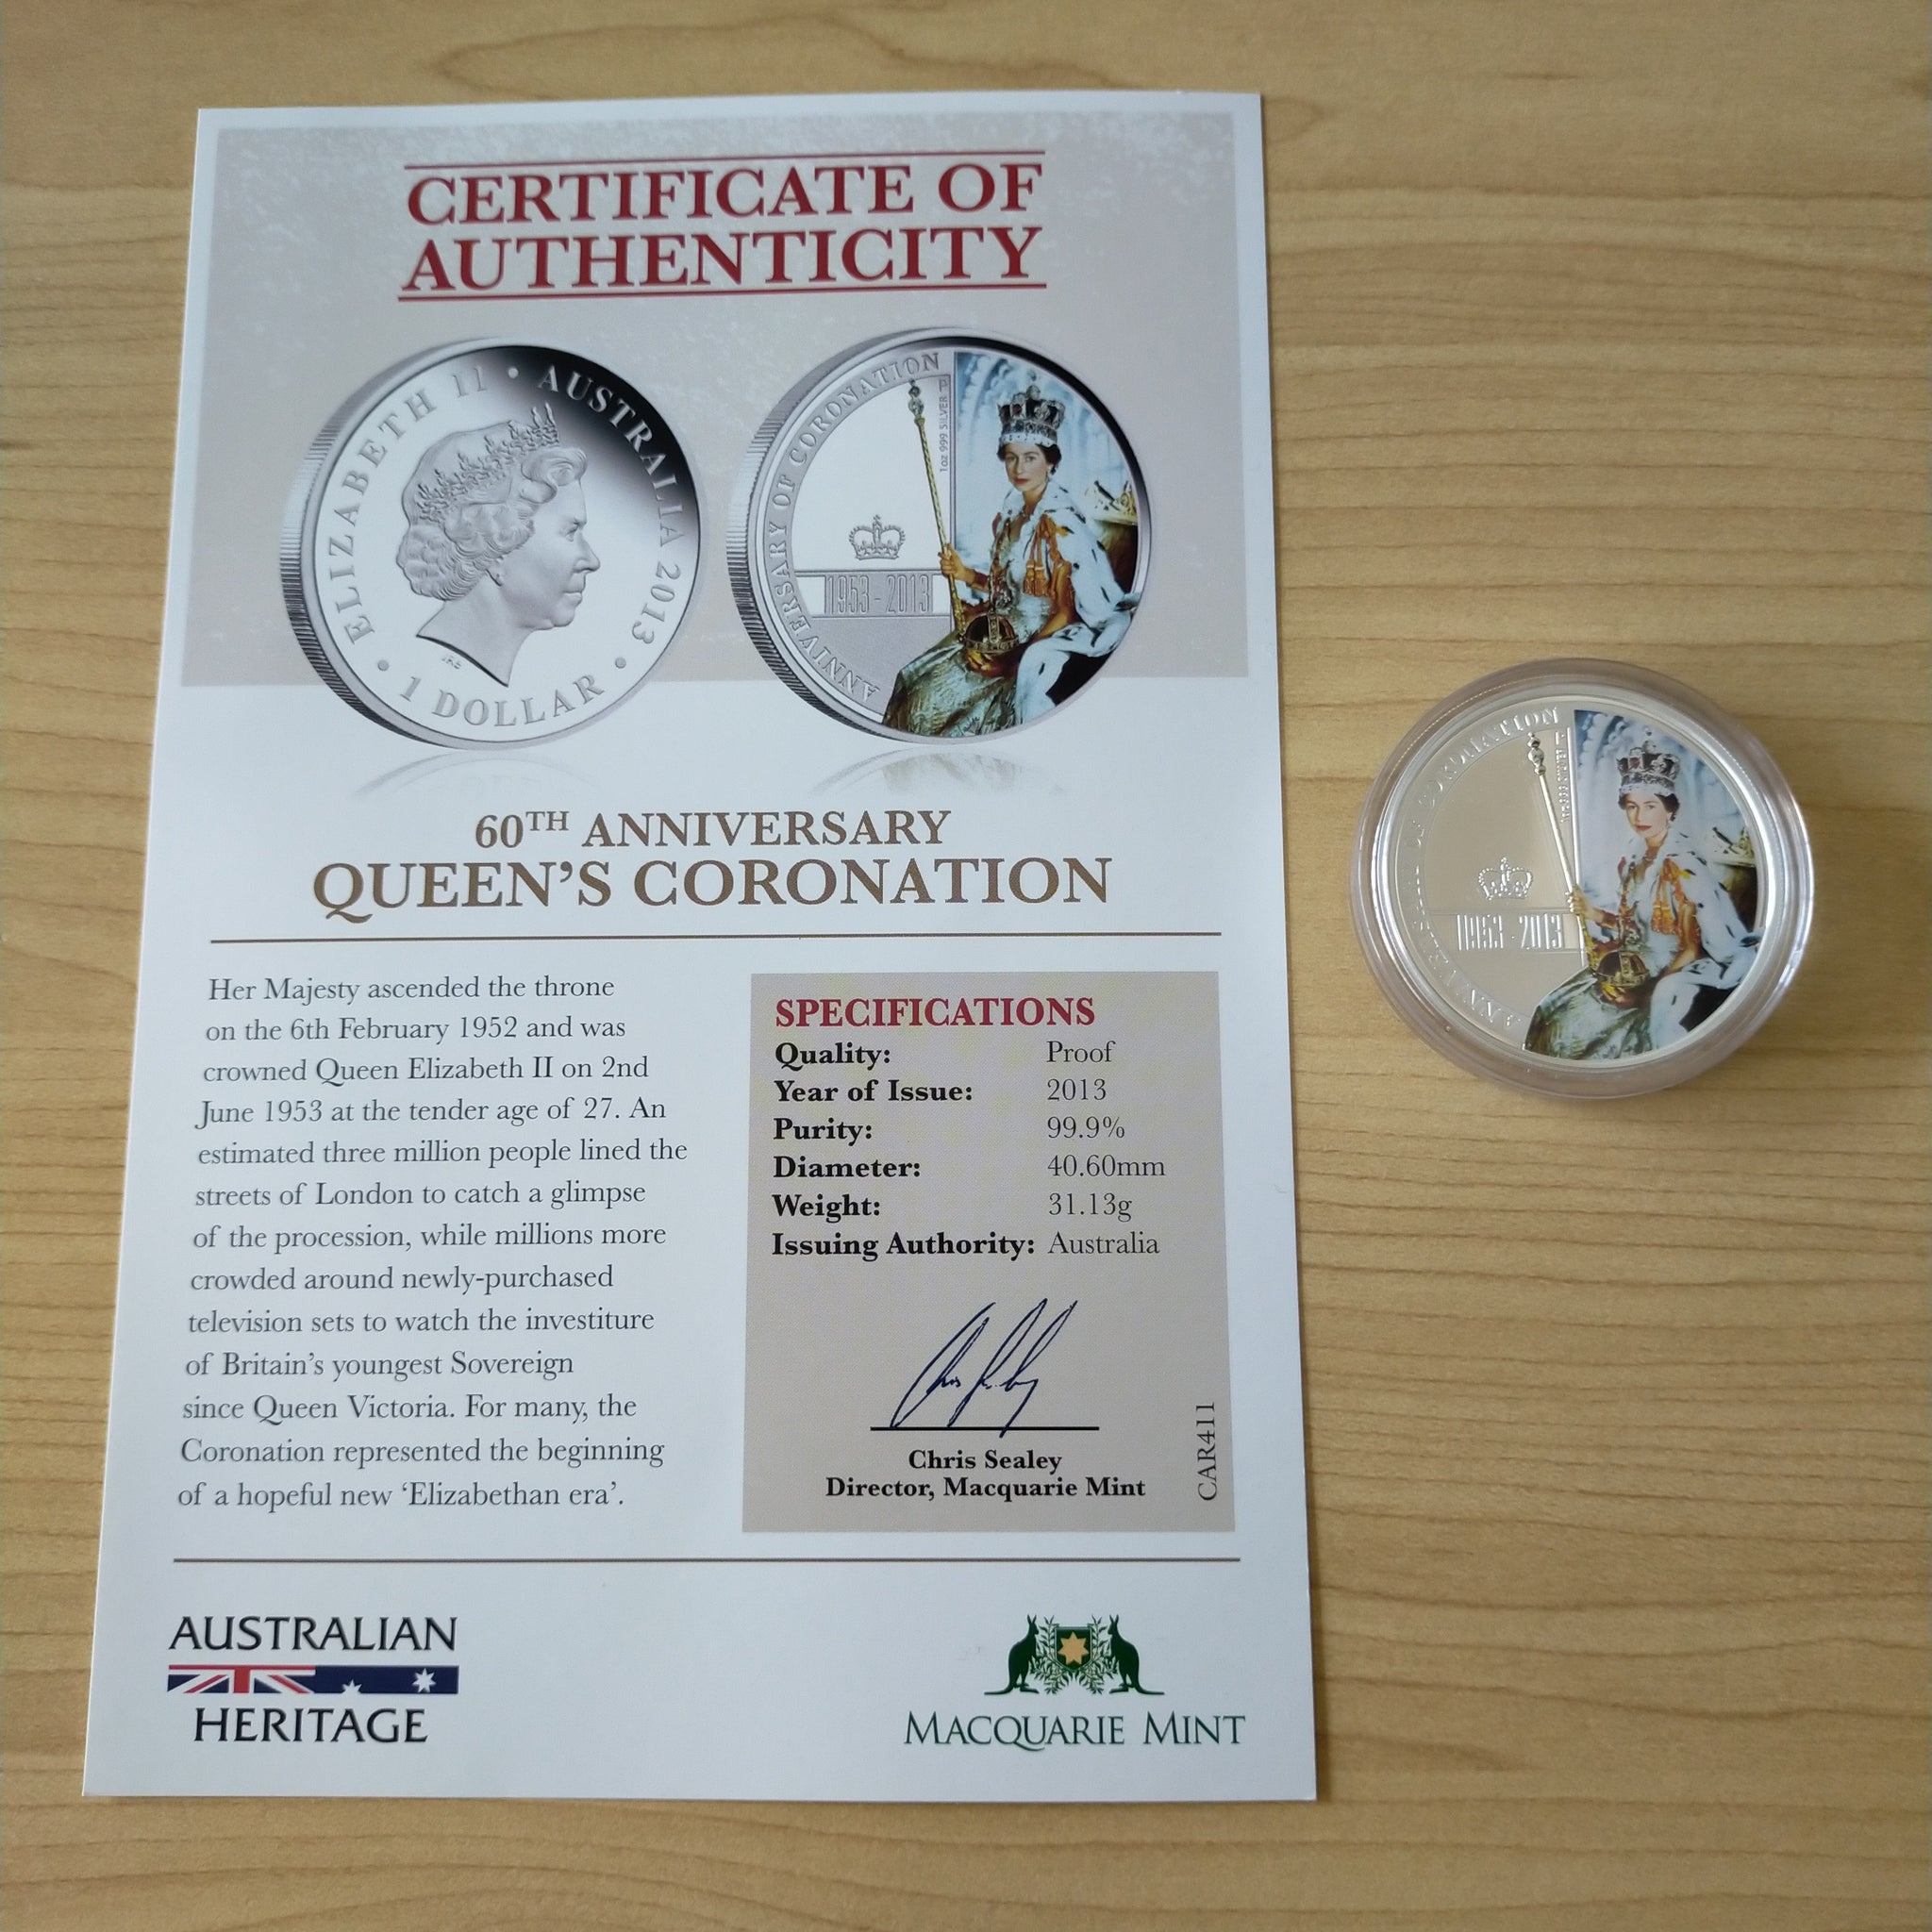 CERTIFICATE OF
AUTHENTICITY
ELIZABETH II • AUSTRALIA 2013
• 1 DOLLAR •
ANNIVERSARY OF CORONATION
1oz 999 SILVER P
1953 - 2013
60TH ANNIVERSARY
QUEEN'S CORONATION
Her Majesty ascended the throne
on the 6th February 1952 and was
crowned Queen Elizabeth II on 2nd
June 1953 at the tender age of 27. An
estimated three million people lined the
streets of London to catch a glimpse
of the procession, while millions more
crowded around newly-purchased
television sets to watch the investiture
of Britain's youngest Sovereign
since Queen Victoria. For many, the
Coronation represented the beginning
of a hopeful new 'Elizabethan era'.
SPECIFICATIONS
Quality: Proof
Year of Issue: 2013
Purity: 99.9%
Diameter: 40.60mm
Weight: 31.13g
Issuing Authority: Australia
Chris Sealey
Director, Macquarie Mint
CAR411
AUSTRALIAN
HERITAGE
MACQUARIE MINT
ANNIVERSARY OF CORONATION
1953 - 2013